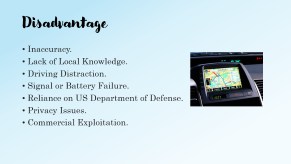 Disadvantage
• Inaccuracy.
• Lack of Local Knowledge.
• Driving Distraction.
• Signal or Battery Failure.
• Reliance on US Department of Defense.
• Privacy Issues.
• Commercial Exploitation.